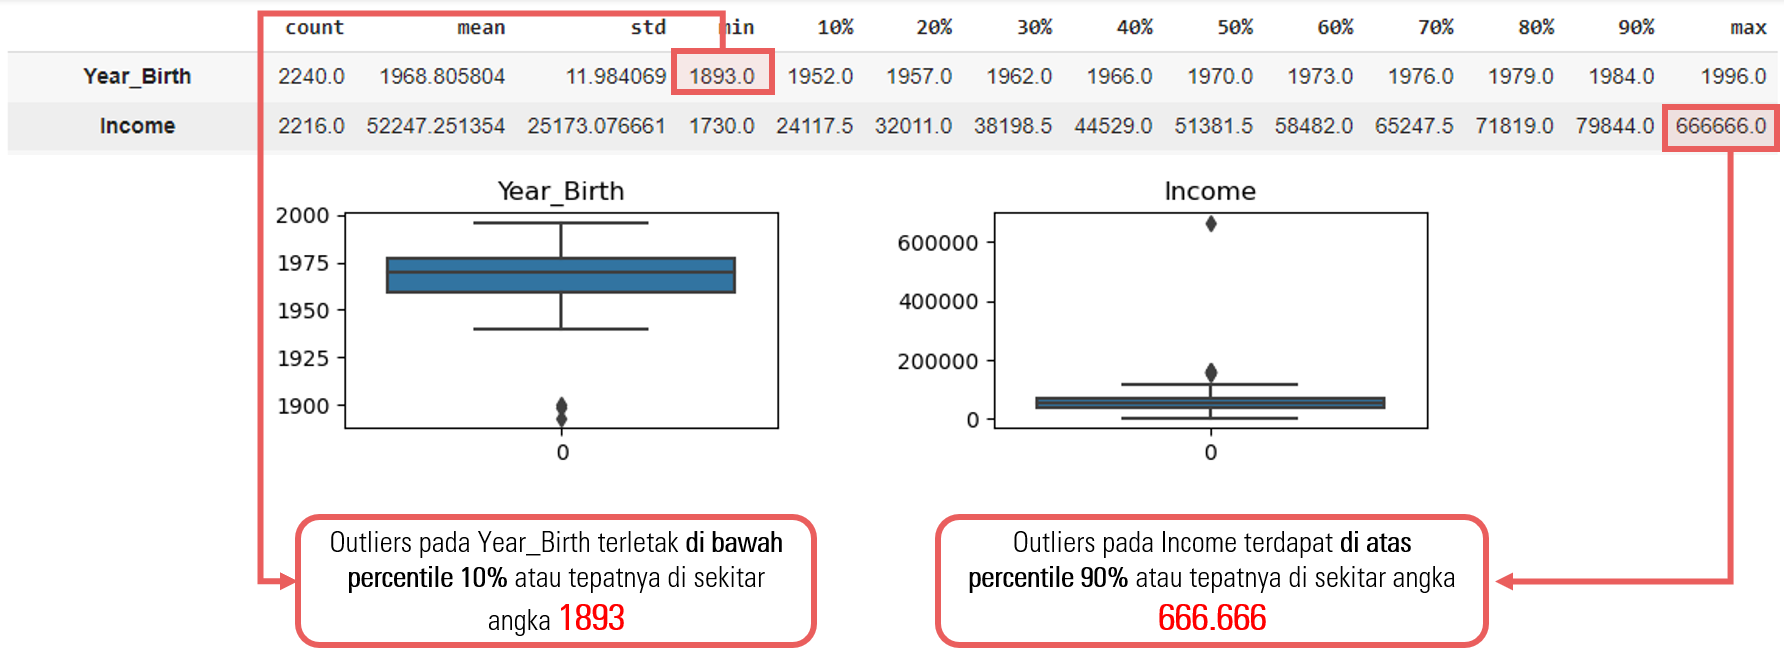 count mean std min 10% 20% 30% 40% 50% 60% 70% 80% 90% max
Year_Birth 2240.0 1968.805804 11.984069 1893.0 1952.0 1957.0 1962.0 1966.0 1970.0 1973.0 1976.0 1979.0 1984.0 1996.0
Income 2216.0 52247.251354 25173.076661 1730.0 24117.5 32011.0 38198.5 44529.0 51381.5 58482.0 65247.5 71819.0 79844.0 666666.0
Year_Birth
2000
1975
1950
1925
1900
0
Income
600000
400000
200000
0
0
Outliers pada Year_Birth terletak di bawah
percentile 10% atau tepatnya di sekitar
angka 1893
Outliers pada Income terdapat di atas
percentile 90% atau tepatnya di sekitar angka
666.666